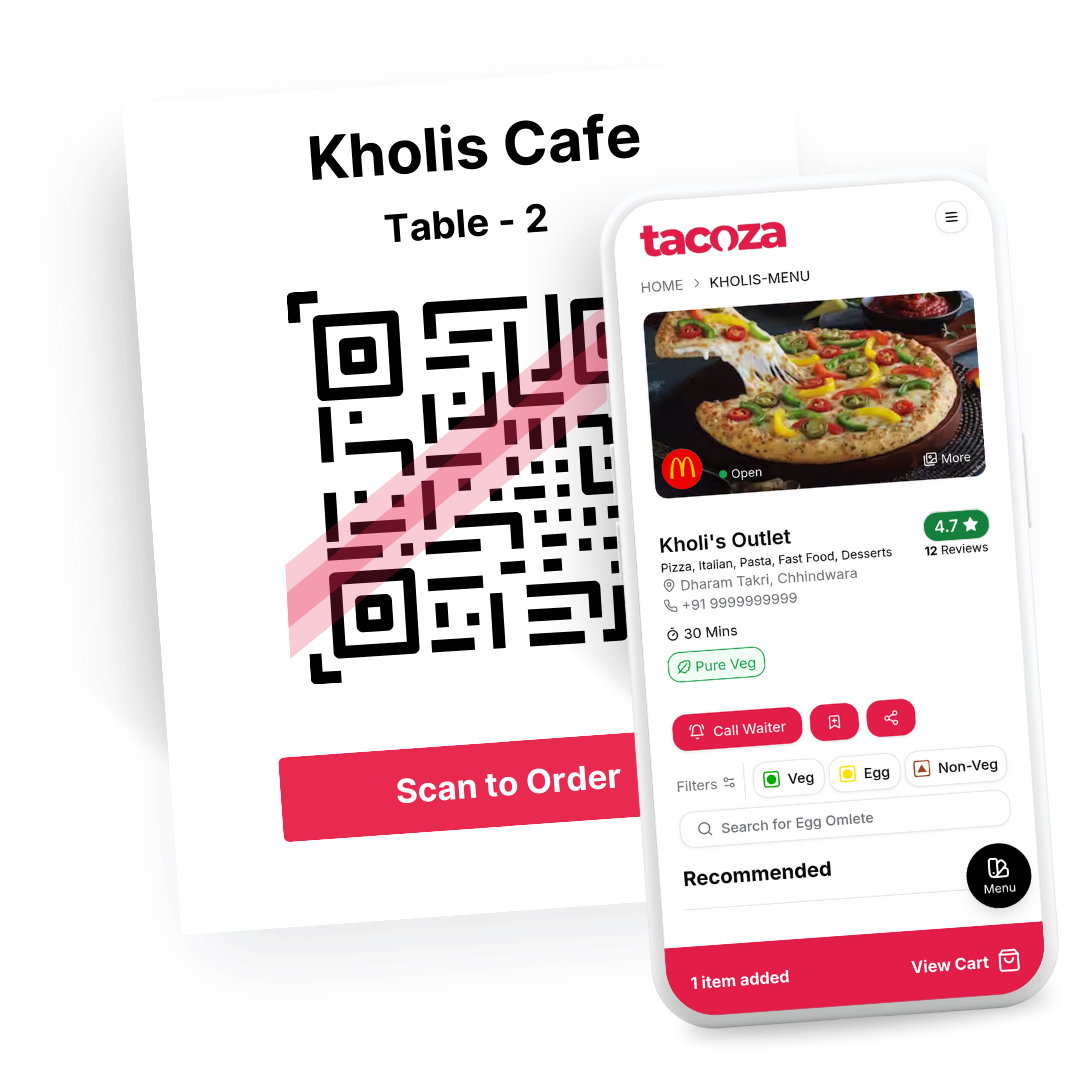 Kholis Cafe
Table - 2
Scan to Order
tacoza
HOME > KHOLIS-MENU
Open
More
Kholi's Outlet
4.7
Pizza, Italian, Pasta, Fast Food, Desserts
12 Reviews
Dharam Takri, Chhindwara
+91 9999999999
30 Mins
Pure Veg
Call Waiter
Filters
Veg
Egg
Non-Veg
Search for Egg Omlete
Recommended
Menu
1 item added
View Cart